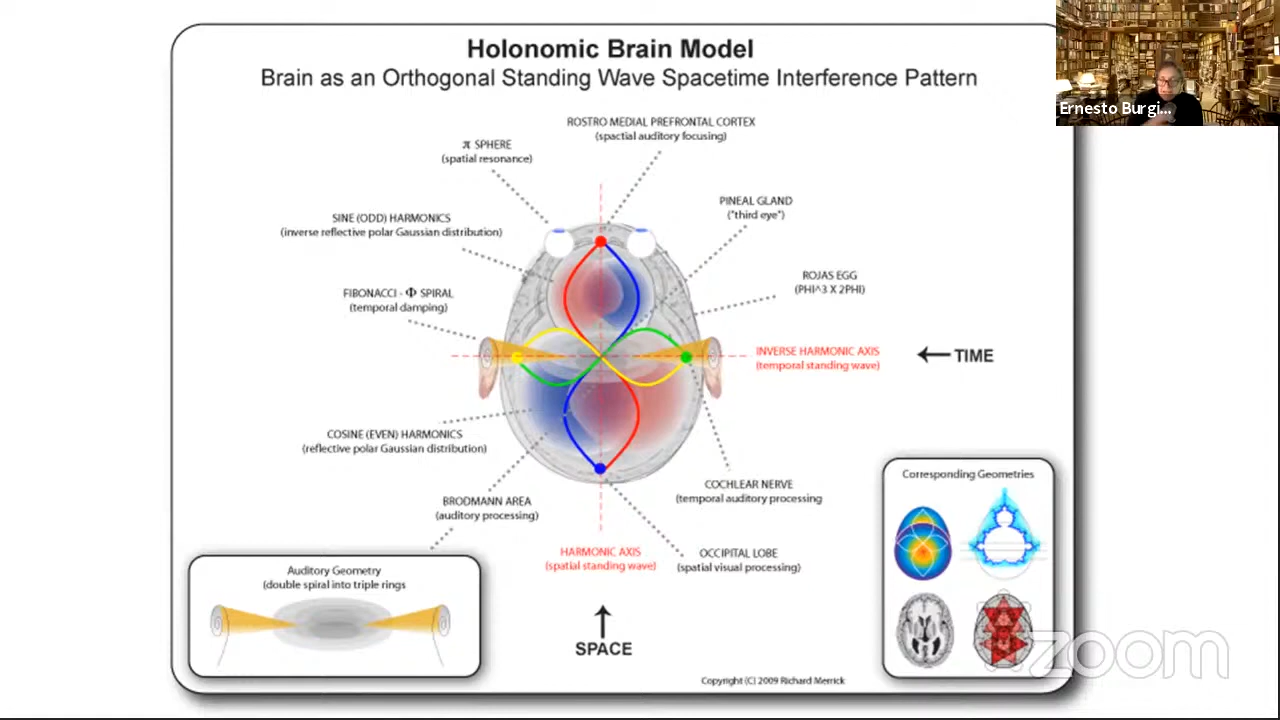 Holonomic Brain Model
Brain as an Orthogonal Standing Wave Spacetime Interference Pattern
Ernesto Burgi...
ROSTRO MEDIAL PREFRONTAL CORTEX
(spactial auditory focusing)
π SPHERE
(spatial resonance)
PINEAL GLAND
("third eye")
SINE (ODD) HARMONICS
(inverse reflective polar Gaussian distribution)
ROJAS EGG
(PHI^3 X 2PHI)
FIBONACCI - Φ SPIRAL
(temporal damping)
INVERSE HARMONIC AXIS
(temporal standing wave)
TIME
COSINE (EVEN) HARMONICS
(reflective polar Gaussian distribution)
COCHLEAR NERVE
(temporal auditory processing
BRODMANN AREA
(auditory processing)
HARMONIC AXIS
(spatial standing wave)
OCCIPITAL LOBE
(spatial visual processing)
SPACE
Auditory Geometry
(double spiral into triple rings
Corresponding Geometries
Copyright (C) 2009 Richard Merrick
zoom